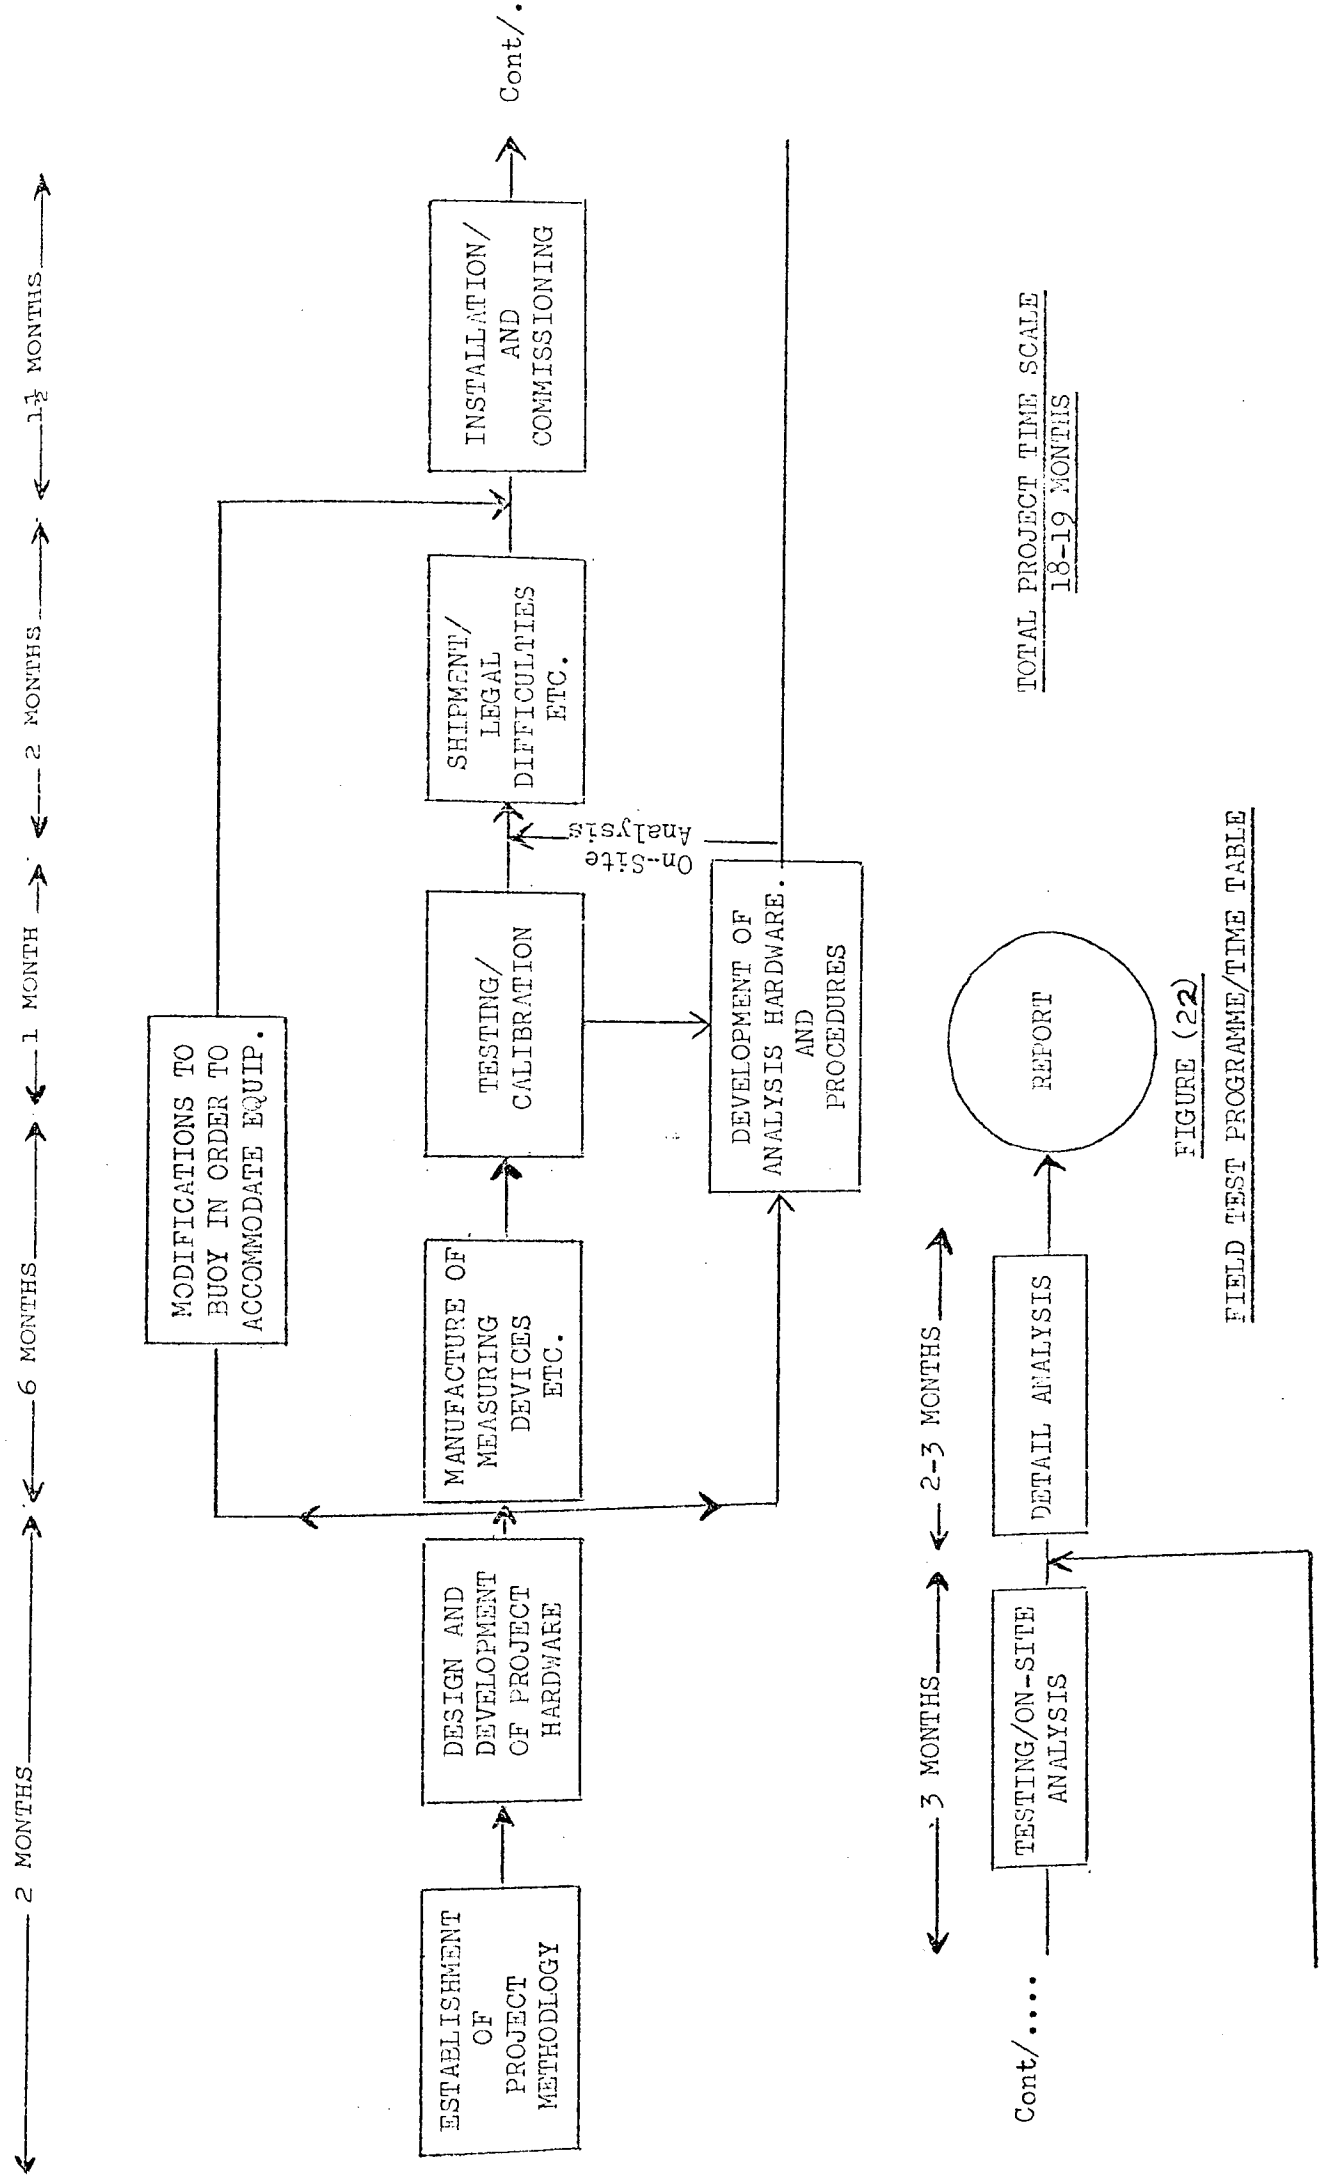 2 MONTHS
6 MONTHS
1 MONTH
2 MONTHS
1½ MONTHS
MODIFICATIONS TO
BUOY IN ORDER TO
ACCOMMODATE EQUIP.
ESTABLISHMENT
OF
PROJECT
METHODLOGY
DESIGN AND
DEVELOPMENT
OF PROJECT
HARDWARE
MANUFACTURE OF
MEASURING
DEVICES
ETC.
TESTING/
CALIBRATION
SHIPMENT/
LEGAL
DIFFICULTIES
ETC.
INSTALLATION/
AND
COMMISSIONING
Cont/.
On-Site
Analysis
DEVELOPMENT OF
ANALYSIS HARDWARE.
AND
PROCEDURES
3 MONTHS
2-3 MONTHS
Cont/....
TESTING/ON-SITE
ANALYSIS
DETAIL ANALYSIS
REPORT
TOTAL PROJECT TIME SCALE
18-19 MONTHS
FIGURE (22)
FIELD TEST PROGRAMME/TIME TABLE